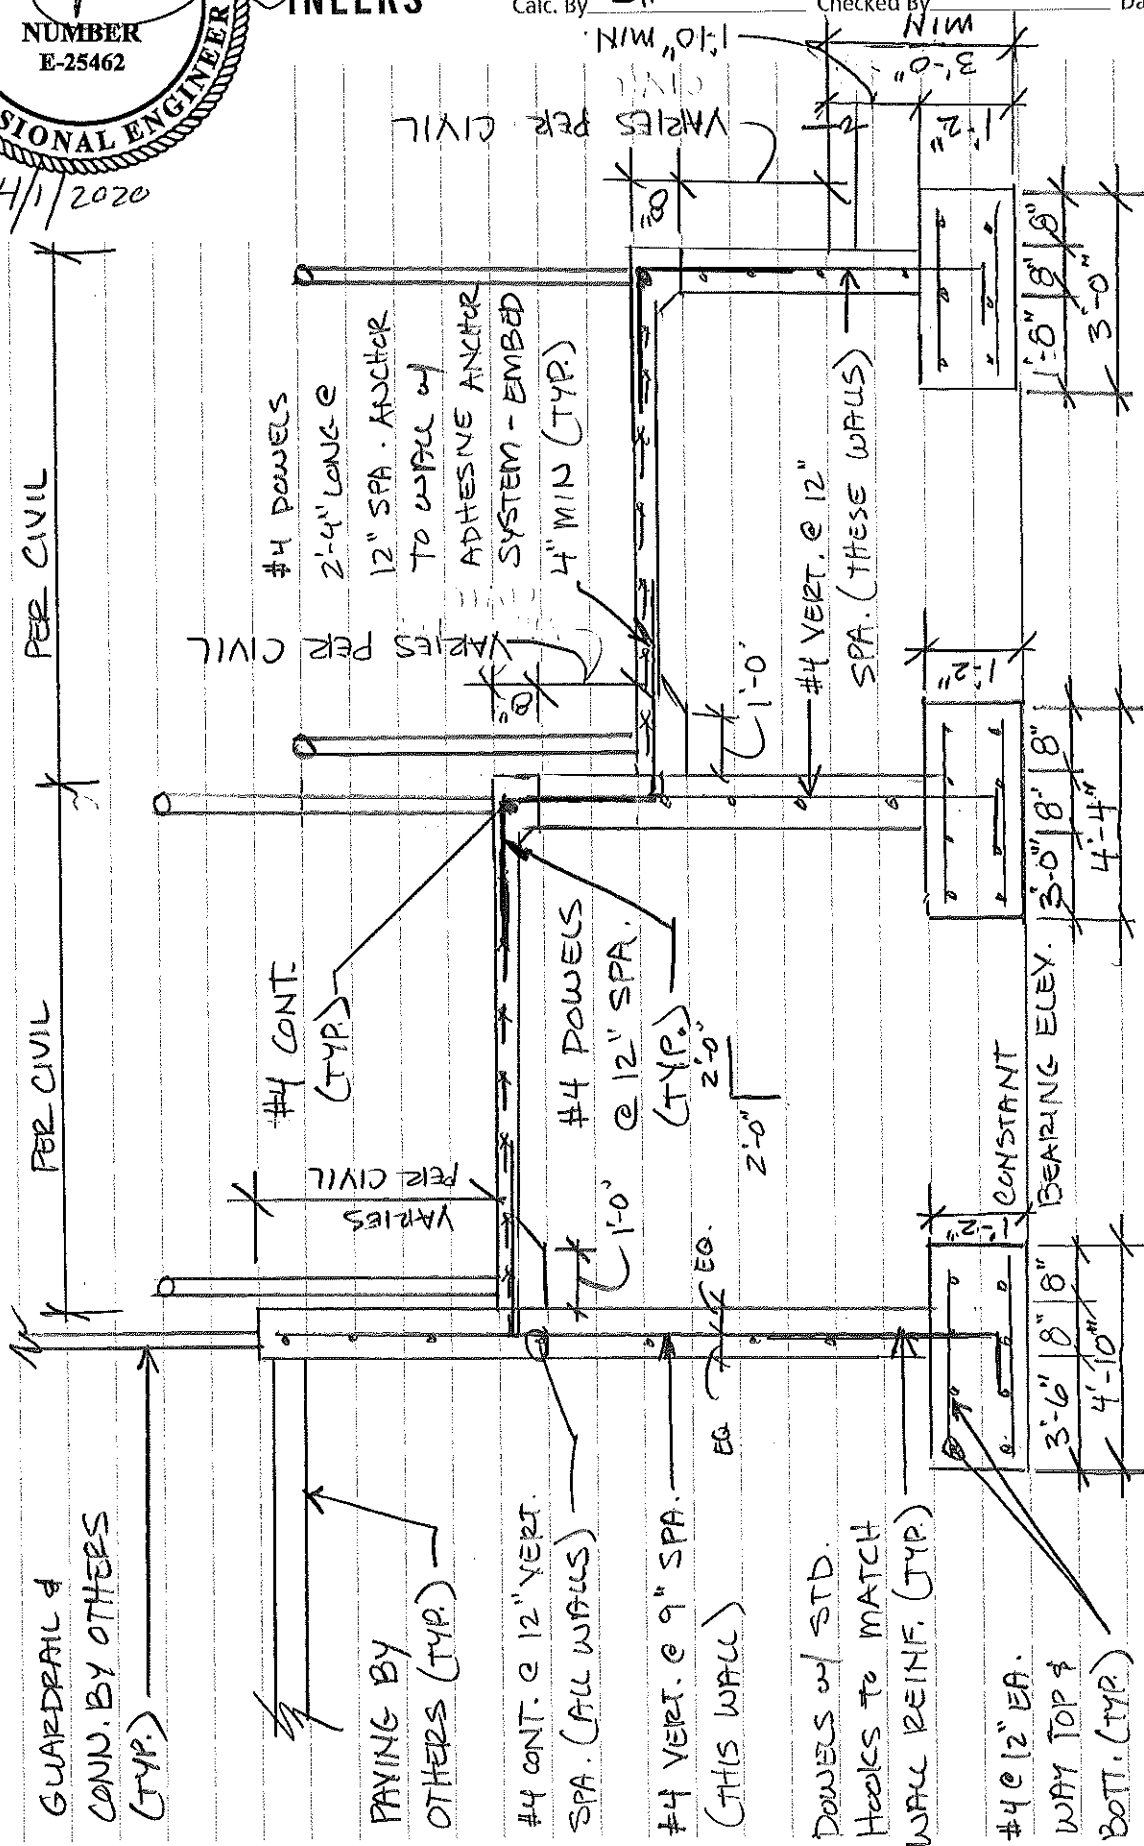 INEERS
Calc. By
Checked By
Da
NUMBER
E-25462
SIONAL ENGINEER
4/1/2020
PER CIVIL
PER CIVIL
GUARDRAIL &
CONN. BY OTHERS
(TYP.)
PAVING BY
OTHERS (TYP.)
#4 CONT. @ 12" VERT.
SPA. (ALL WALLS)
#4 VERT. @ 9" SPA.
(THIS WALL)
DOWELS w/ STD.
HOOKS TO MATCH
WALL REINF. (TYP.)
#4 @ 12" EA.
WAY TOP &
BOTT. (TYP.)
VARIES
PER CIVIL
1'-0"
EQ
EQ.
#4 CONT.
(TYP.)
#4 DOWELS
@ 12" SPA.
(TYP.)
2'-0"
2'-0"
#4 DOWELS
2'-4" LONG @
12" SPA. ANCHOR
TO WALL w/
ADHESIVE ANCHOR
SYSTEM - EMBED
4" MIN (TYP.)
VARIES PER CIVIL
8"
1'-0"
#4 VERT. @ 12"
SPA. (THESE WALLS)
VARIES PER CIVIL
CIVIL
8"
1'-10" MIN.
3'-0"
MIN
1'-2"
1'-2"
1'-2"
CONSTANT
BEARING ELEV.
3'-6" 8" 8"
4'-10"
3'-0" 8" 8"
4'-4"
1'-8" 8" 8"
3'-0"